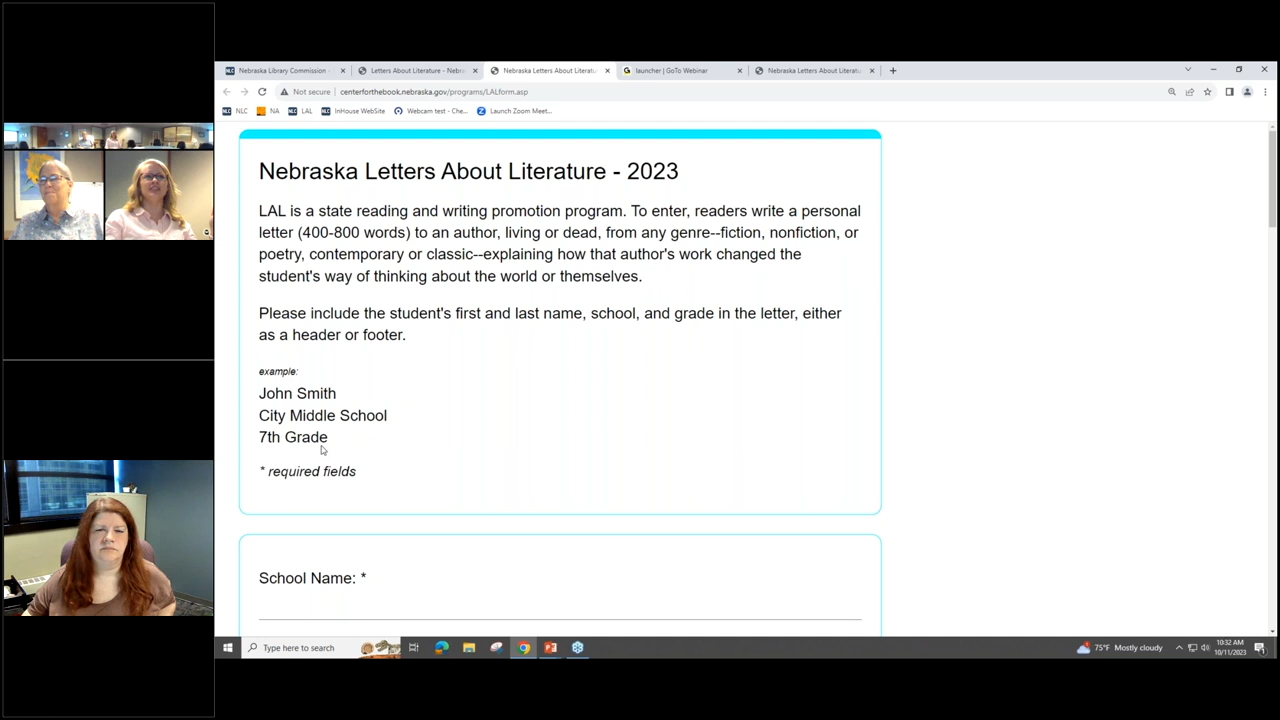 Nebraska Library Commission -
Letters About Literature - Nebra
Nebraska Letters About Literatu
launcher | GoTo Webinar
Nebraska Letters About Literatu
Not secure
centerforthebook.nebraska.gov/programs/LALform.asp
NLC
NA
LAL
InHouse WebSite
Webcam test - Che...
Launch Zoom Meet...
Nebraska Letters About Literature - 2023
LAL is a state reading and writing promotion program. To enter, readers write a personal
letter (400-800 words) to an author, living or dead, from any genre--fiction, nonfiction, or
poetry, contemporary or classic--explaining how that author's work changed the
student's way of thinking about the world or themselves.
Please include the student's first and last name, school, and grade in the letter, either
as a header or footer.
example:
John Smith
City Middle School
7th Grade
* required fields
School Name: *
Type here to search
75°F Mostly cloudy
10:32 AM
10/11/2023